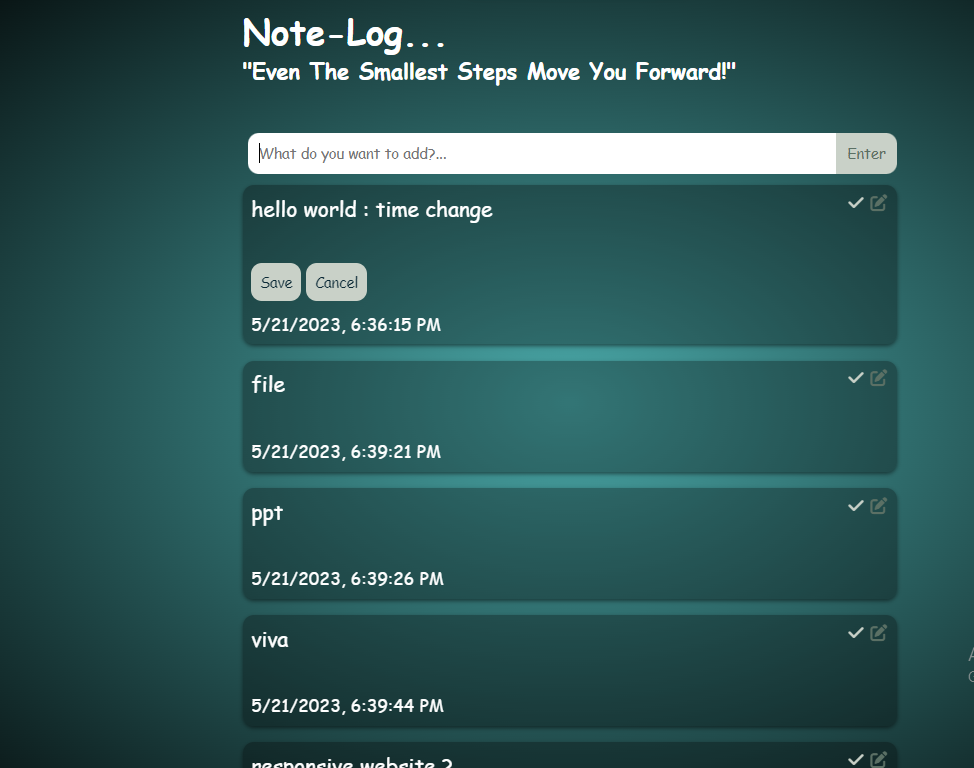 Note-Log...
"Even The Smallest Steps Move You Forward!"
What do you want to add?...
Enter
hello world : time change
Save Cancel
5/21/2023, 6:36:15 PM
file
5/21/2023, 6:39:21 PM
ppt
5/21/2023, 6:39:26 PM
viva
5/21/2023, 6:39:44 PM
responsive website ?